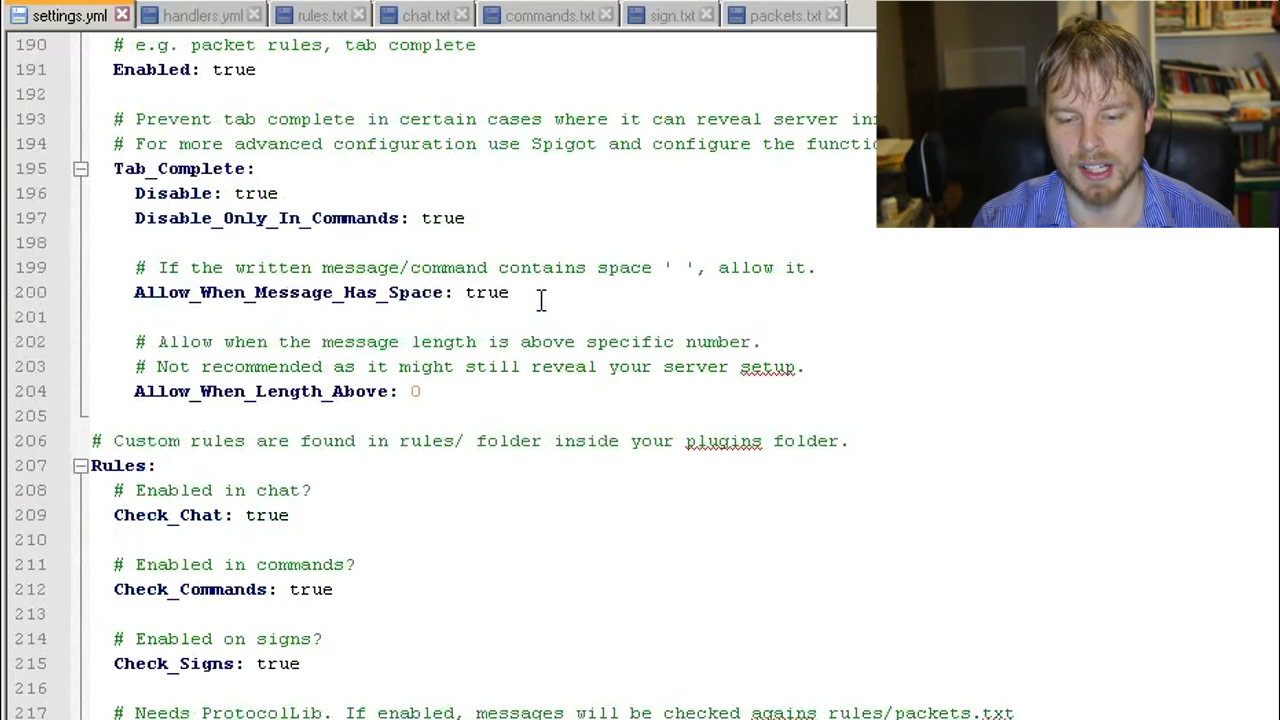 settings.yml handlers.yml rules.txt chat.txt commands.txt sign.txt packets.txt
190 # e.g. packet rules, tab complete
191 Enabled: true
192
193 # Prevent tab complete in certain cases where it can reveal server
194 # For more advanced configuration use Spigot and configure the
195 Tab_Complete:
196 Disable: true
197 Disable_Only_In_Commands: true
198
199 # If the written message/command contains space ' ', allow it.
200 Allow_When_Message_Has_Space: true
201
202 # Allow when the message length is above specific number.
203 # Not recommended as it might still reveal your server setup.
204 Allow_When_Length_Above: 0
205
206 # Custom rules are found in rules/ folder inside your plugins folder.
207 Rules:
208 # Enabled in chat?
209 Check_Chat: true
210
211 # Enabled in commands?
212 Check_Commands: true
213
214 # Enabled on signs?
215 Check_Signs: true
216
217 # Needs ProtocolLib. If enabled, messages will be checked agains rules/packets.txt